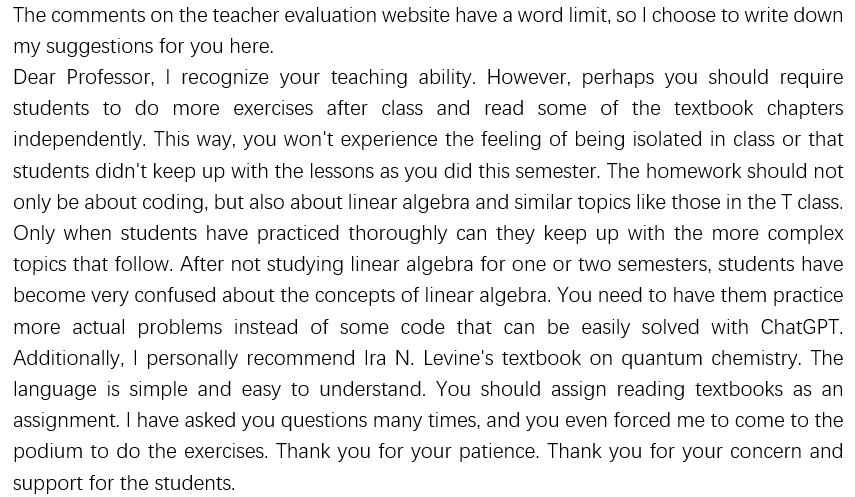 The comments on the teacher evaluation website have a word limit, so I choose to write down
my suggestions for you here.
Dear Professor, I recognize your teaching ability. However, perhaps you should require
students to do more exercises after class and read some of the textbook chapters
independently. This way, you won't experience the feeling of being isolated in class or that
students didn't keep up with the lessons as you did this semester. The homework should not
only be about coding, but also about linear algebra and similar topics like those in the T class.
Only when students have practiced thoroughly can they keep up with the more complex
topics that follow. After not studying linear algebra for one or two semesters, students have
become very confused about the concepts of linear algebra. You need to have them practice
more actual problems instead of some code that can be easily solved with ChatGPT.
Additionally, I personally recommend Ira N. Levine's textbook on quantum chemistry. The
language is simple and easy to understand. You should assign reading textbooks as an
assignment. I have asked you questions many times, and you even forced me to come to the
podium to do the exercises. Thank you for your patience. Thank you for your concern and
support for the students.